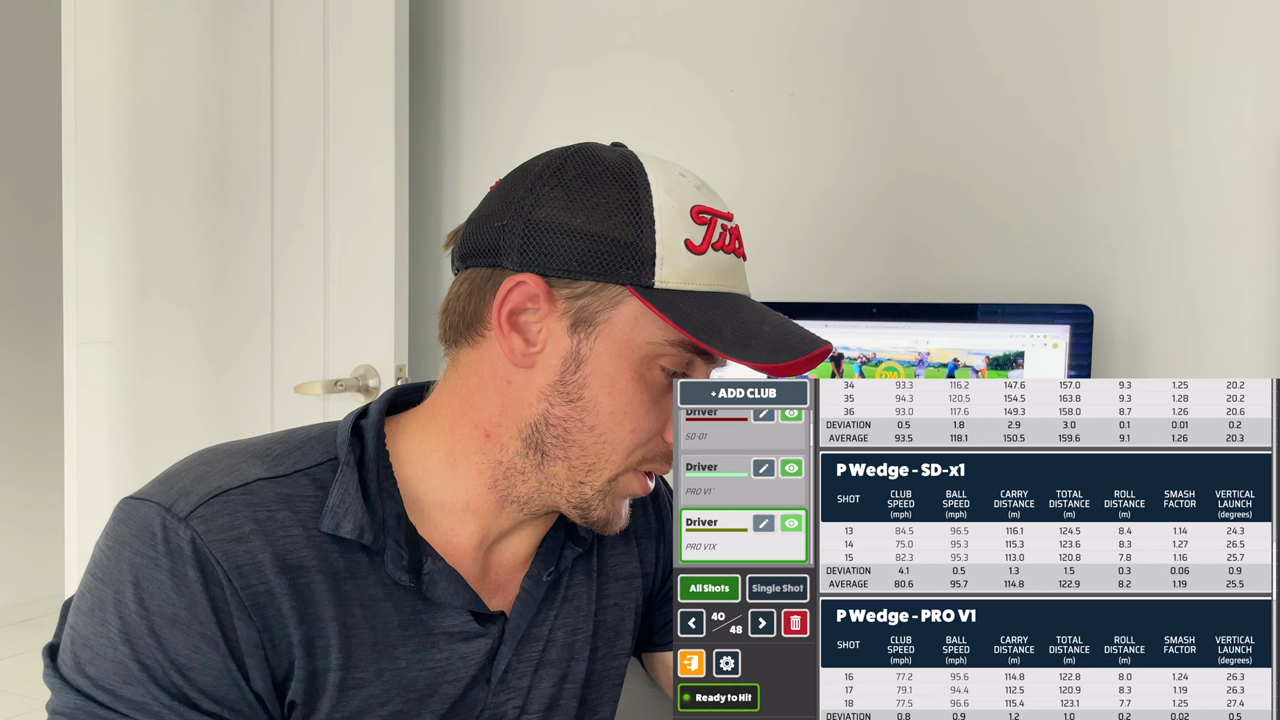 Tit
+ ADD CLUB
Driver
SD-01
Driver
PRO V1
Driver
PRO V1X
All Shots
Single Shot
40
48
Ready to Hit
34 93.3 116.2 147.6 157.0 9.3 1.25 20.2
35 94.3 120.5 154.5 163.8 9.3 1.28 20.2
36 93.0 117.6 149.3 158.0 8.7 1.26 20.6
DEVIATION 0.5 1.8 2.9 3.0 0.1 0.01 0.2
AVERAGE 93.5 118.1 150.5 159.6 9.1 1.26 20.3
P Wedge - SD-x1
SHOT CLUB SPEED (mph) BALL SPEED (mph) CARRY DISTANCE (m) TOTAL DISTANCE (m) ROLL DISTANCE (m) SMASH FACTOR VERTICAL LAUNCH (degrees)
13 84.5 96.5 116.1 124.5 8.4 1.14 24.3
14 75.0 95.3 115.3 123.6 8.3 1.27 26.5
15 82.3 95.3 113.0 120.8 7.8 1.16 25.7
DEVIATION 4.1 0.5 1.3 1.5 0.3 0.06 0.9
AVERAGE 80.6 95.7 114.8 122.9 8.2 1.19 25.5
P Wedge - PRO V1
SHOT CLUB SPEED (mph) BALL SPEED (mph) CARRY DISTANCE (m) TOTAL DISTANCE (m) ROLL DISTANCE (m) SMASH FACTOR VERTICAL LAUNCH (degrees)
16 77.2 95.6 114.8 122.8 8.0 1.24 26.3
17 79.1 94.4 112.5 120.9 8.3 1.19 26.3
18 77.5 96.6 115.4 123.1 7.7 1.25 27.4
DEVIATION 0.8 0.9 1.2 1.0 0.2 0.02 0.5